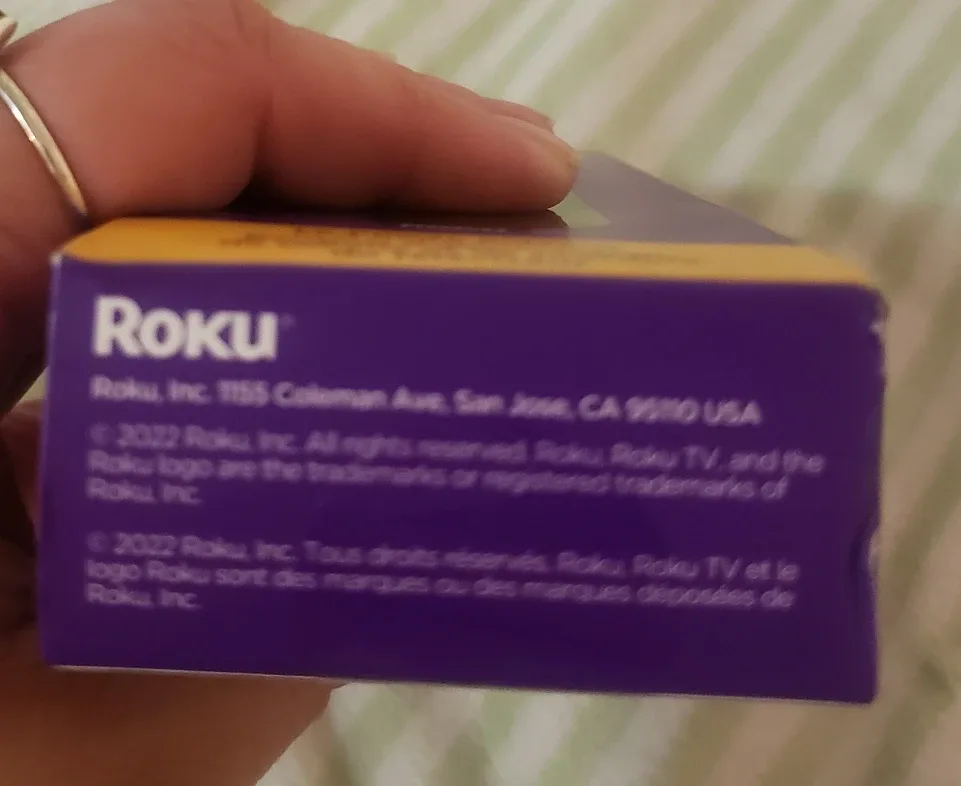 Roku
Roku, Inc. 1155 Coleman Ave, San Jose, CA 95110 USA
© 2022 Roku, Inc. All rights reserved. Roku, Roku TV, and the
Roku logo are the trademarks or registered trademarks of
Roku, Inc.
© 2022 Roku, Inc. Tous droits réservés. Roku, Roku TV et le
logo Roku sont des marques ou des marques déposées de
Roku, Inc.